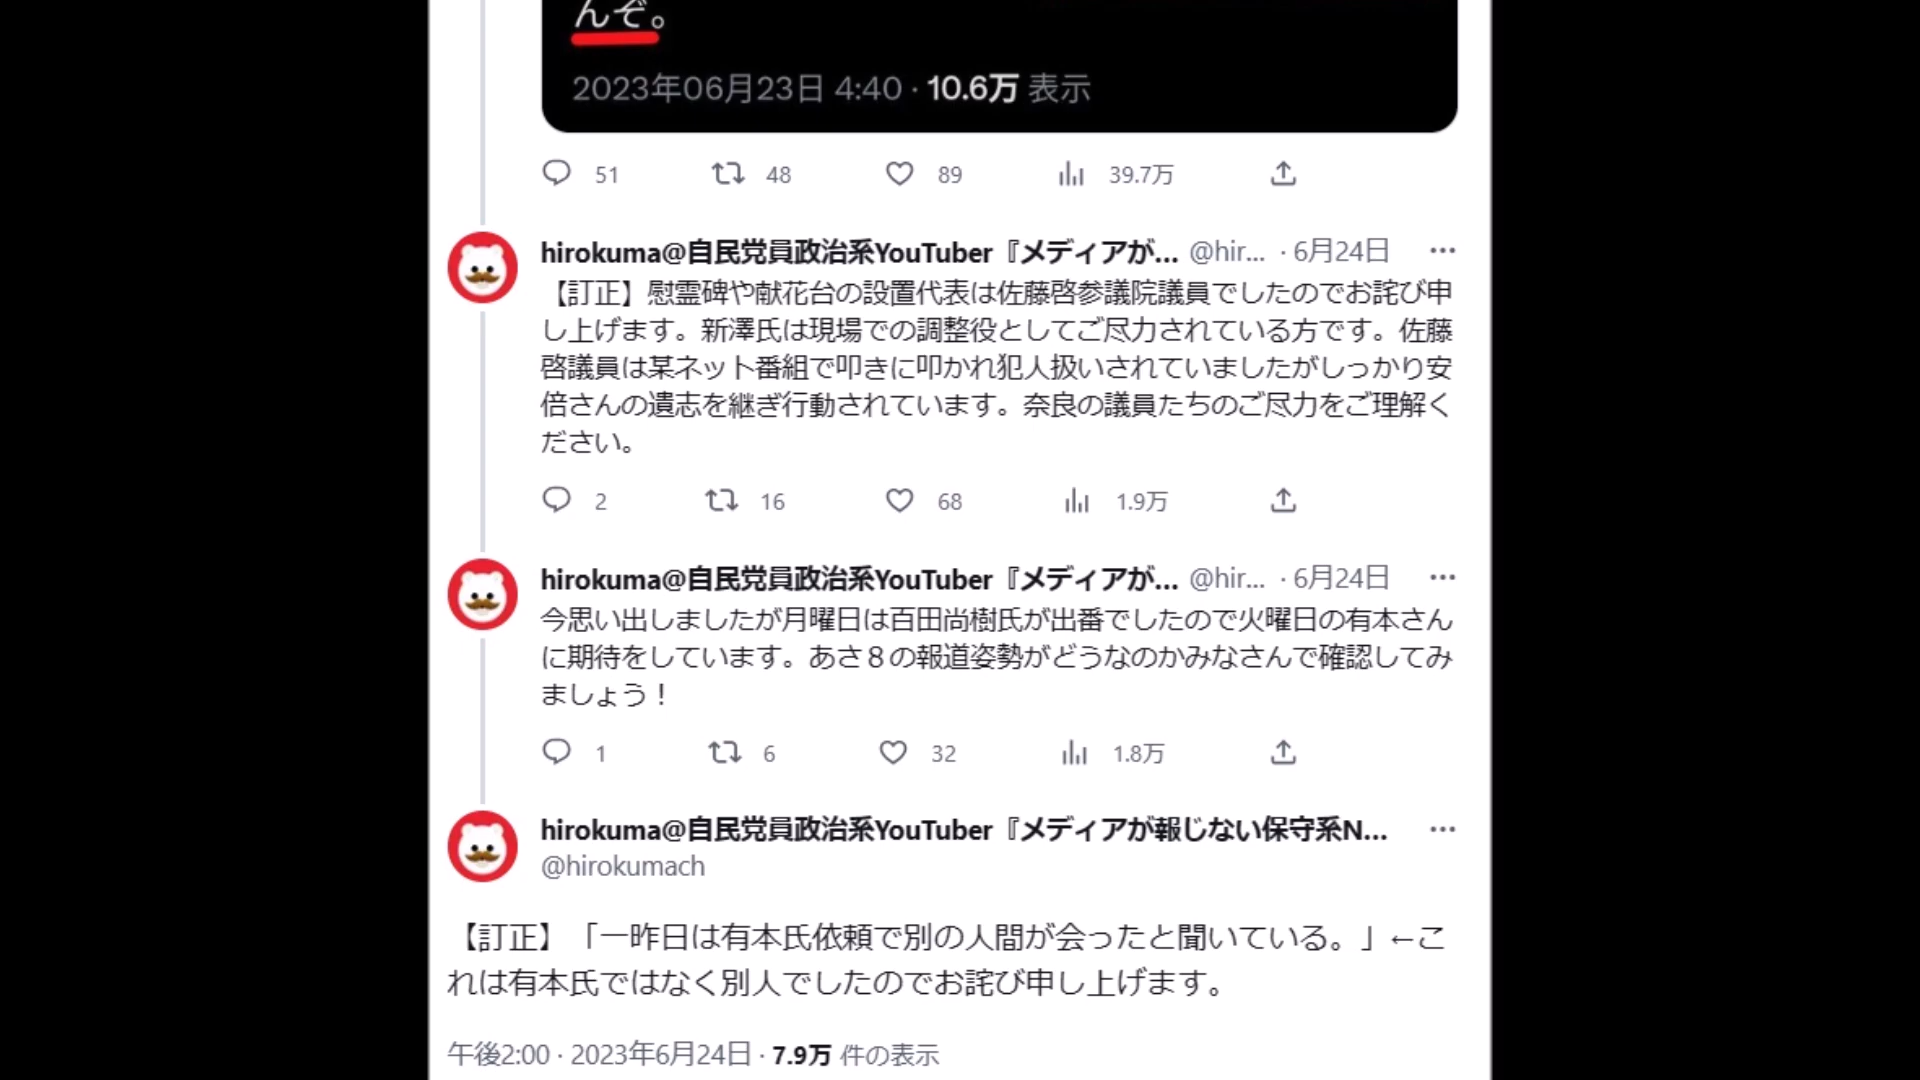 んぞ。
2023年06月23日 4:40 · 10.6万 表示
51 48 89 39.7万
hirokuma@自民党員政治系YouTuber『メディアが... @hir... · 6月24日
【訂正】慰霊碑や献花台の設置代表は佐藤啓参議院議員でしたのでお詫び申
し上げます。新澤氏は現場での調整役としてご尽力されている方です。佐藤
啓議員は某ネット番組で叩きに叩かれ犯人扱いされていましたがしっかり安
倍さんの遺志を継ぎ行動されています。奈良の議員たちのご尽力をご理解く
ださい。
2 16 68 1.9万
hirokuma@自民党員政治系YouTuber『メディアが... @hir... · 6月24日
今思い出しましたが月曜日は百田尚樹氏が出番でしたので火曜日の有本さん
に期待をしています。あさ８の報道姿勢がどうなのかみなさんで確認してみ
ましょう！
1 6 32 1.8万
hirokuma@自民党員政治系YouTuber『メディアが報じない保守系N...
@hirokumach
【訂正】「一昨日は有本氏依頼で別の人間が会ったと聞いている。」←こ
れは有本氏ではなく別人でしたのでお詫び申し上げます。
午後2:00 · 2023年6月24日 · 7.9万 件の表示